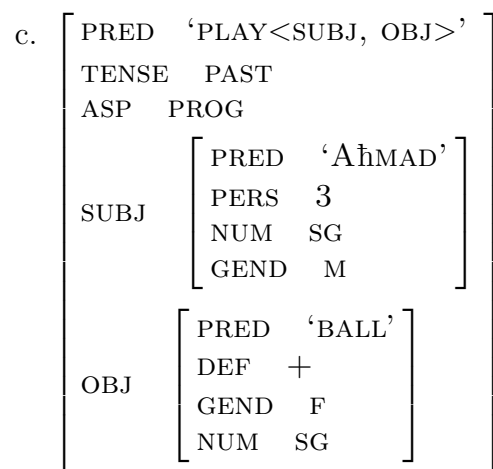 c. PRED ‘PLAY<SUBJ, OBJ>’
TENSE PAST
ASP PROG
SUBJ
PRED ‘AħMAD’
PERS 3
NUM SG
GEND M
OBJ
PRED ‘BALL’
DEF +
GEND F
NUM SG